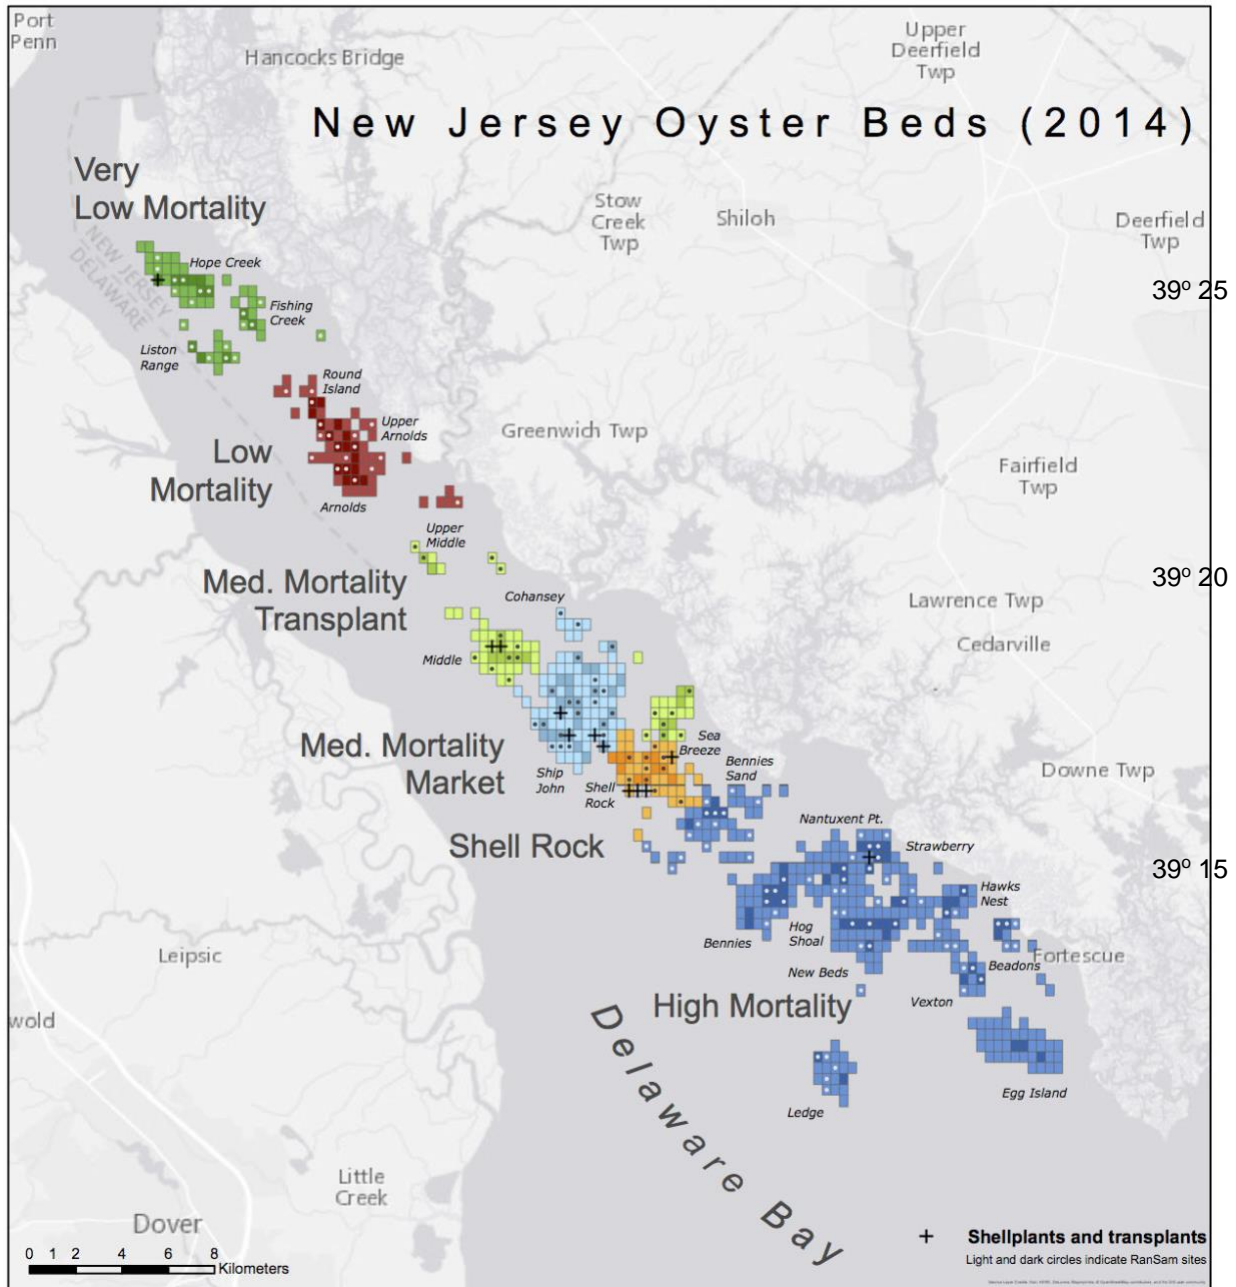 Port
Penn
Hancocks Bridge
Upper
Deerfield
Twp
New Jersey Oyster Beds (2014)
Very
Low Mortality
Stow
Creek
Twp
Shiloh
Deerfield
Twp
NEW JERSEY
DELAWARE
Hope Creek
39º 25
Fishing
Creek
Liston
Range
Round
Island
Upper
Arnolds
Greenwich Twp
Low
Mortality
Fairfield
Twp
Arnolds
Upper
Middle
39º 20
Med. Mortality
Transplant
Cohansey
Lawrence Twp
Cedarville
Middle
Med. Mortality
Market
Sea
Breeze
Bennies
Sand
Ship
John
Shell
Rock
Downe Twp
Nantuxent Pt.
Shell Rock
Strawberry
39º 15
Hawks
Nest
Bennies
Hog
Shoal
Leipsic
New Beds
Beadons
Fortescue
High Mortality
Vexton
wold
Delaware Bay
Egg Island
Ledge
Little
Creek
Dover
0 1 2 4 6 8
Kilometers
+ Shellplants and transplants
Light and dark circles indicate RanSam sites